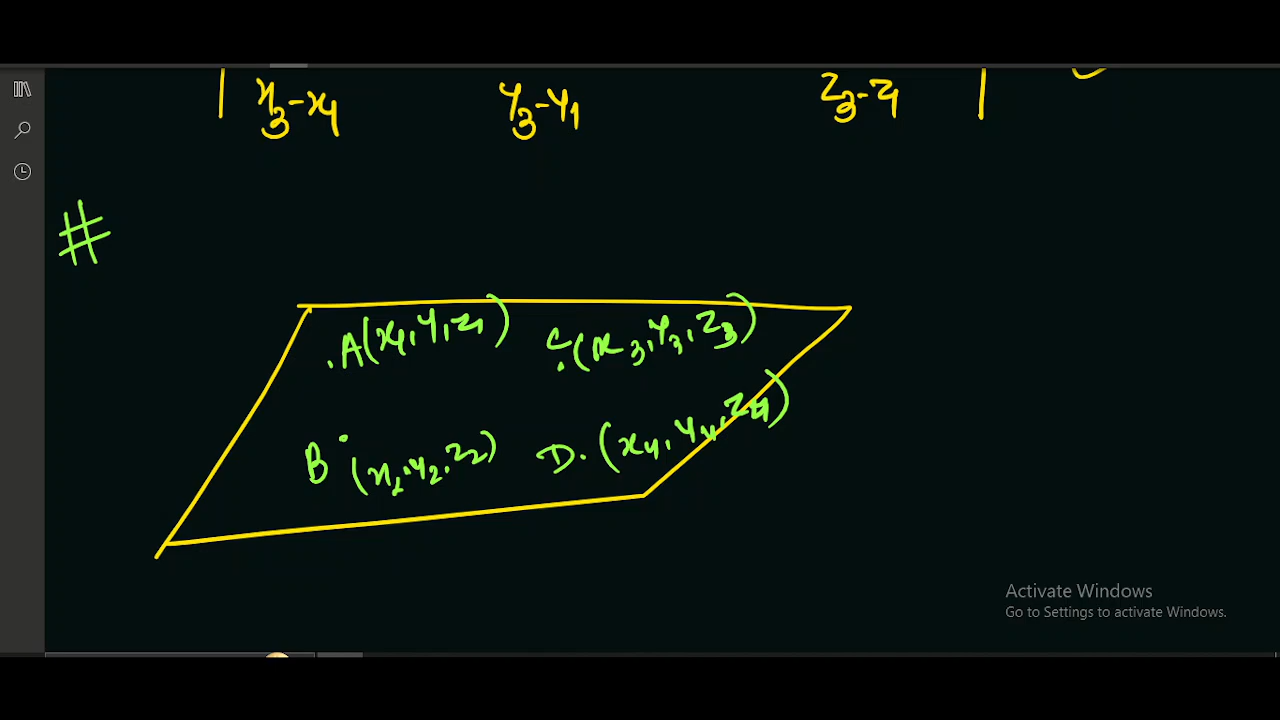 x3-x1 y3-y1 z3-z1
#
.A(x1,y1,z1) C.(x3,y3,z3)
B.(x2,y2,z2) D.(x4,y4,z4)
Activate Windows
Go to Settings to activate Windows.